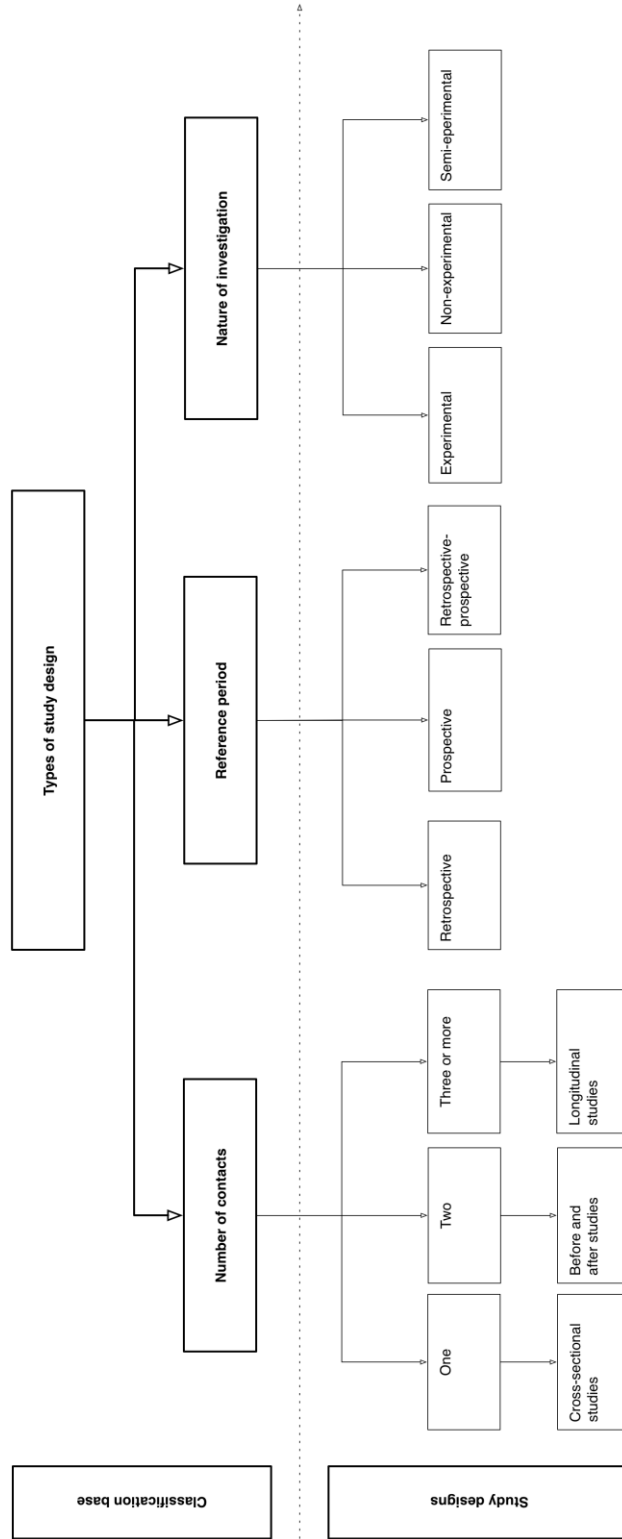 Types of study design
Classification base
Number of contacts
Reference period
Nature of investigation
Study designs
One
Two
Three or more
Retrospective
Prospective
Retrospective-
prospective
Experimental
Non-experimental
Semi-eperimental
Cross-sectional
studies
Before and
after studies
Longitudinal
studies